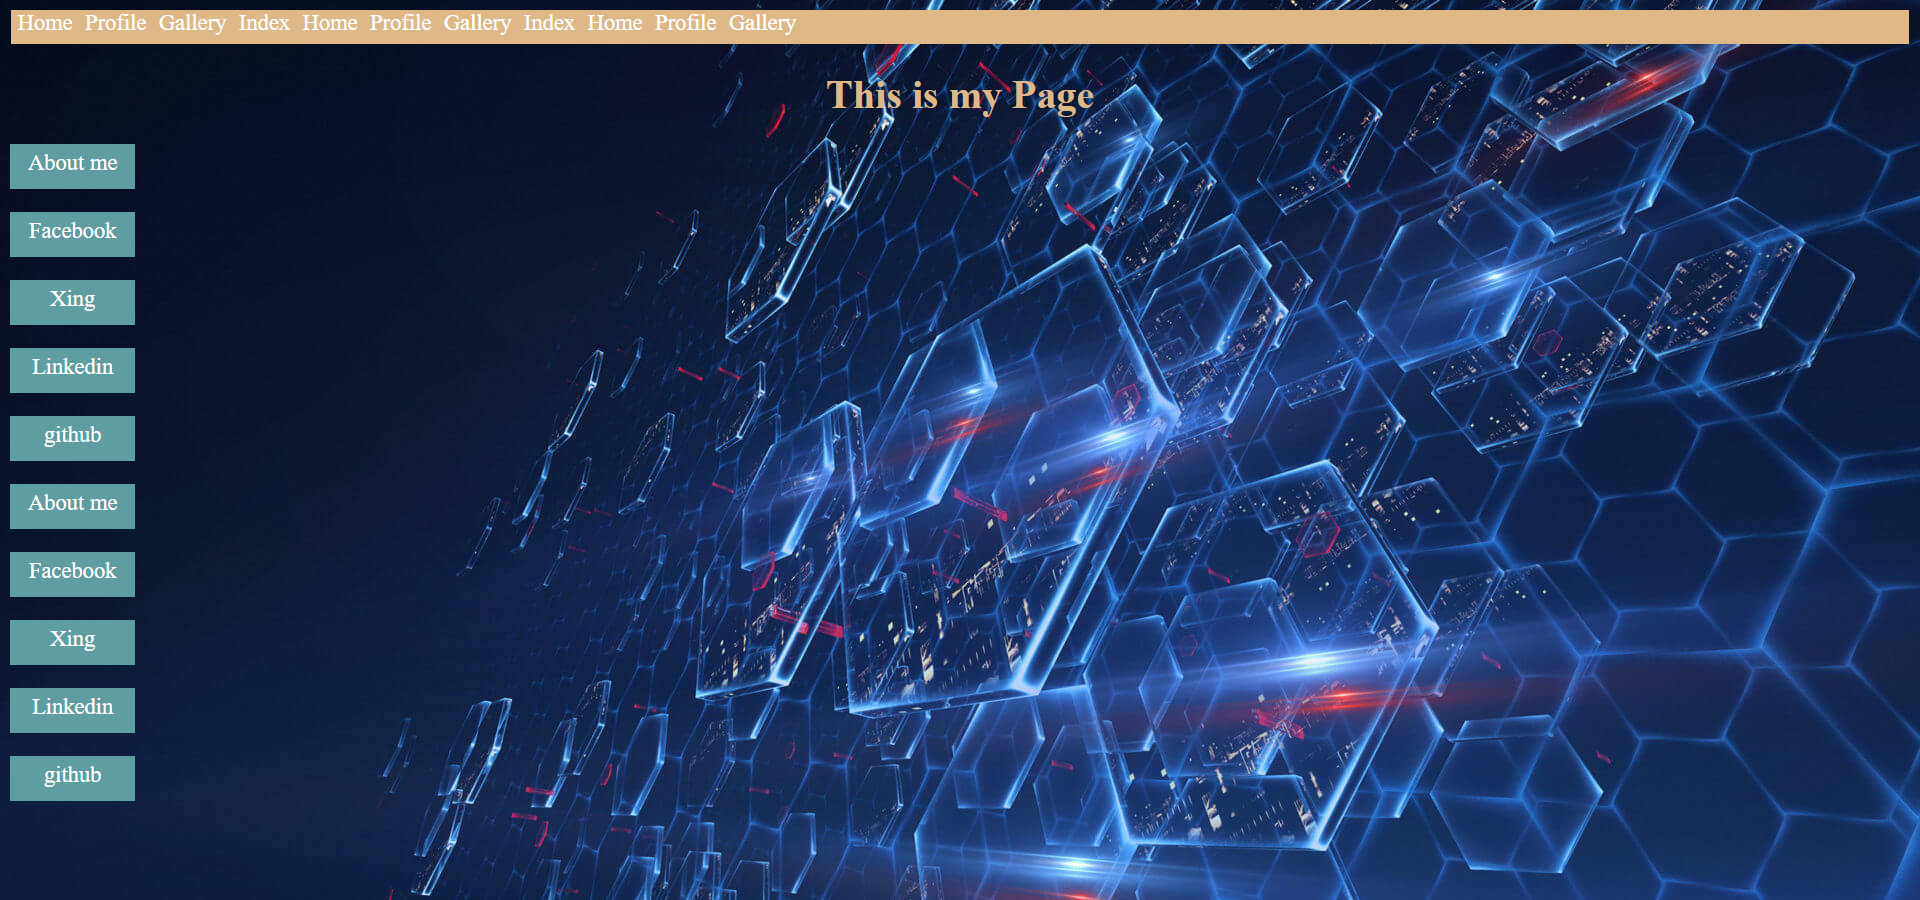 Home Profile Gallery Index Home Profile Gallery Index Home Profile Gallery
This is my Page
About me
Facebook
Xing
Linkedin
github
About me
Facebook
Xing
Linkedin
github